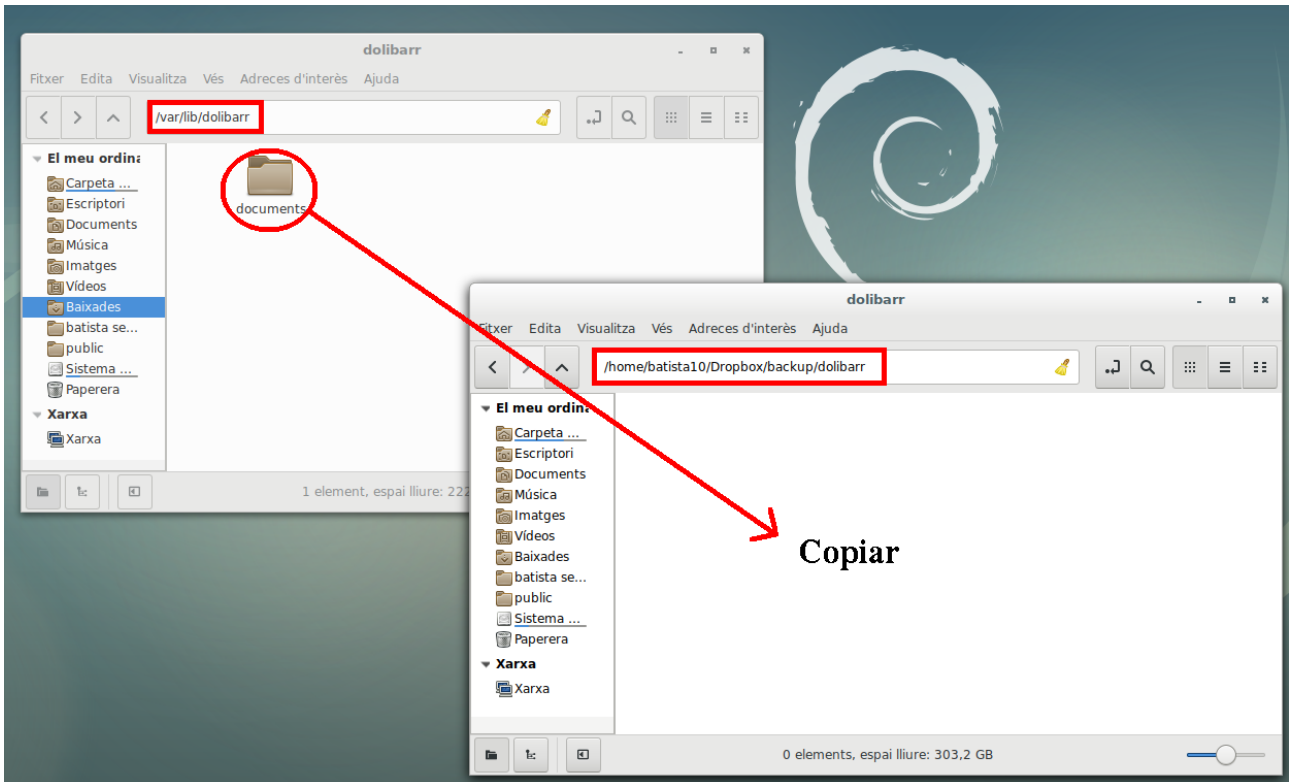 dolibarr
Fitxer Edita Visualitza Vés Adreces d'interès Ajuda
/var/lib/dolibarr
El meu ordina
Carpeta ...
Escriptori
Documents
Música
Imatges
Vídeos
Baixades
batista se...
public
Sistema ...
Paperera
Xarxa
Xarxa
documents
1 element, espai lliure: 222
dolibarr
Fitxer Edita Visualitza Vés Adreces d'interès Ajuda
/home/batista10/Dropbox/backup/dolibarr
El meu ordina
Carpeta ...
Escriptori
Documents
Música
Imatges
Vídeos
Baixades
batista se...
public
Sistema ...
Paperera
Xarxa
Xarxa
Copiar
0 elements, espai lliure: 303,2 GB